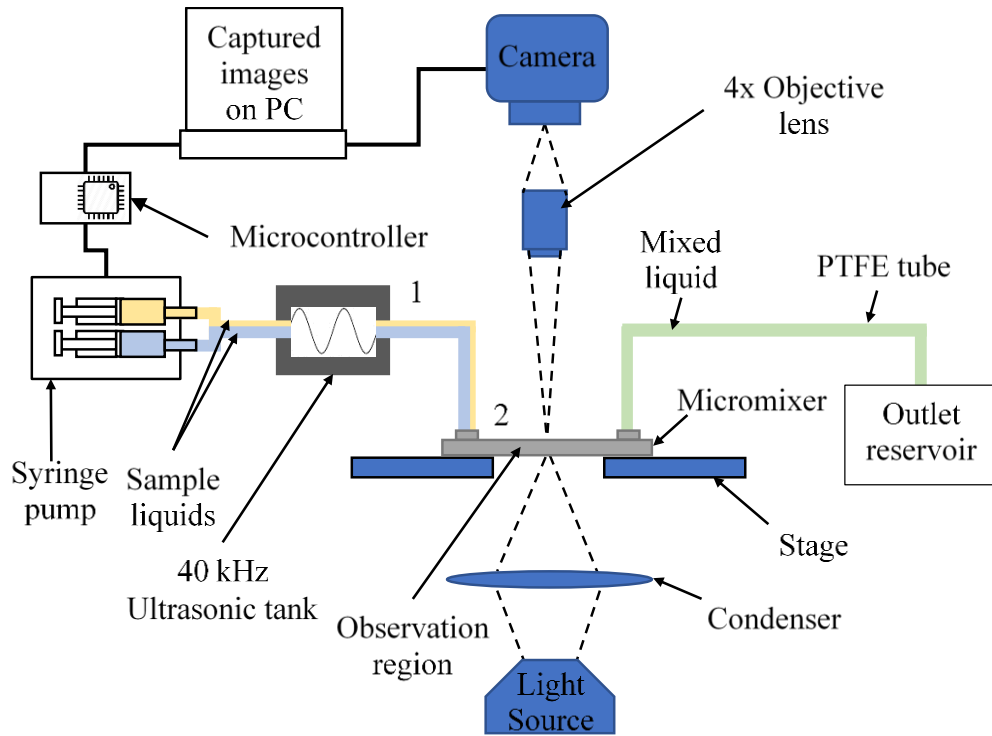 Captured
images
on PC
Camera
4x Objective
lens
Microcontroller
Mixed
liquid
PTFE tube
1
2
Micromixer
Outlet
reservoir
Syringe
pump
Sample
liquids
Stage
40 kHz
Ultrasonic tank
Observation
region
Condenser
Light
Source